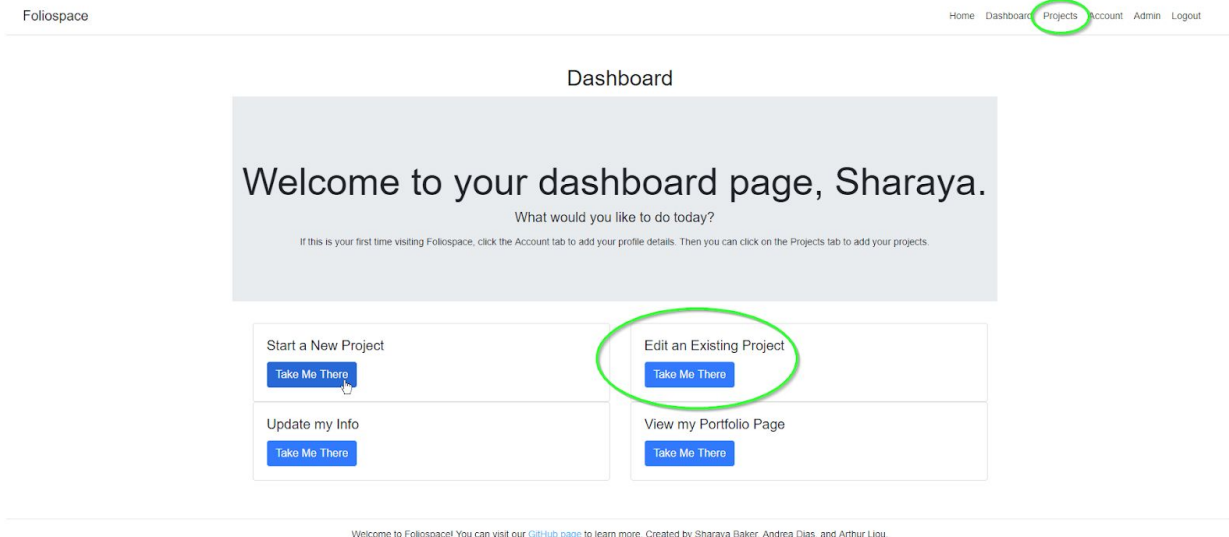 Foliospace
Home Dashboard Projects Account Admin Logout
Dashboard
Welcome to your dashboard page, Sharaya.
What would you like to do today?
If this is your first time visiting Foliospace, click the Account tab to add your profile details. Then you can click on the Projects tab to add your projects.
Start a New Project
Take Me There
Edit an Existing Project
Take Me There
Update my Info
Take Me There
View my Portfolio Page
Take Me There
Welcome to Foliospace! You can visit our GitHub page to learn more. Created by Sharaya Baker, Andrea Dias, and Arthur Liou.